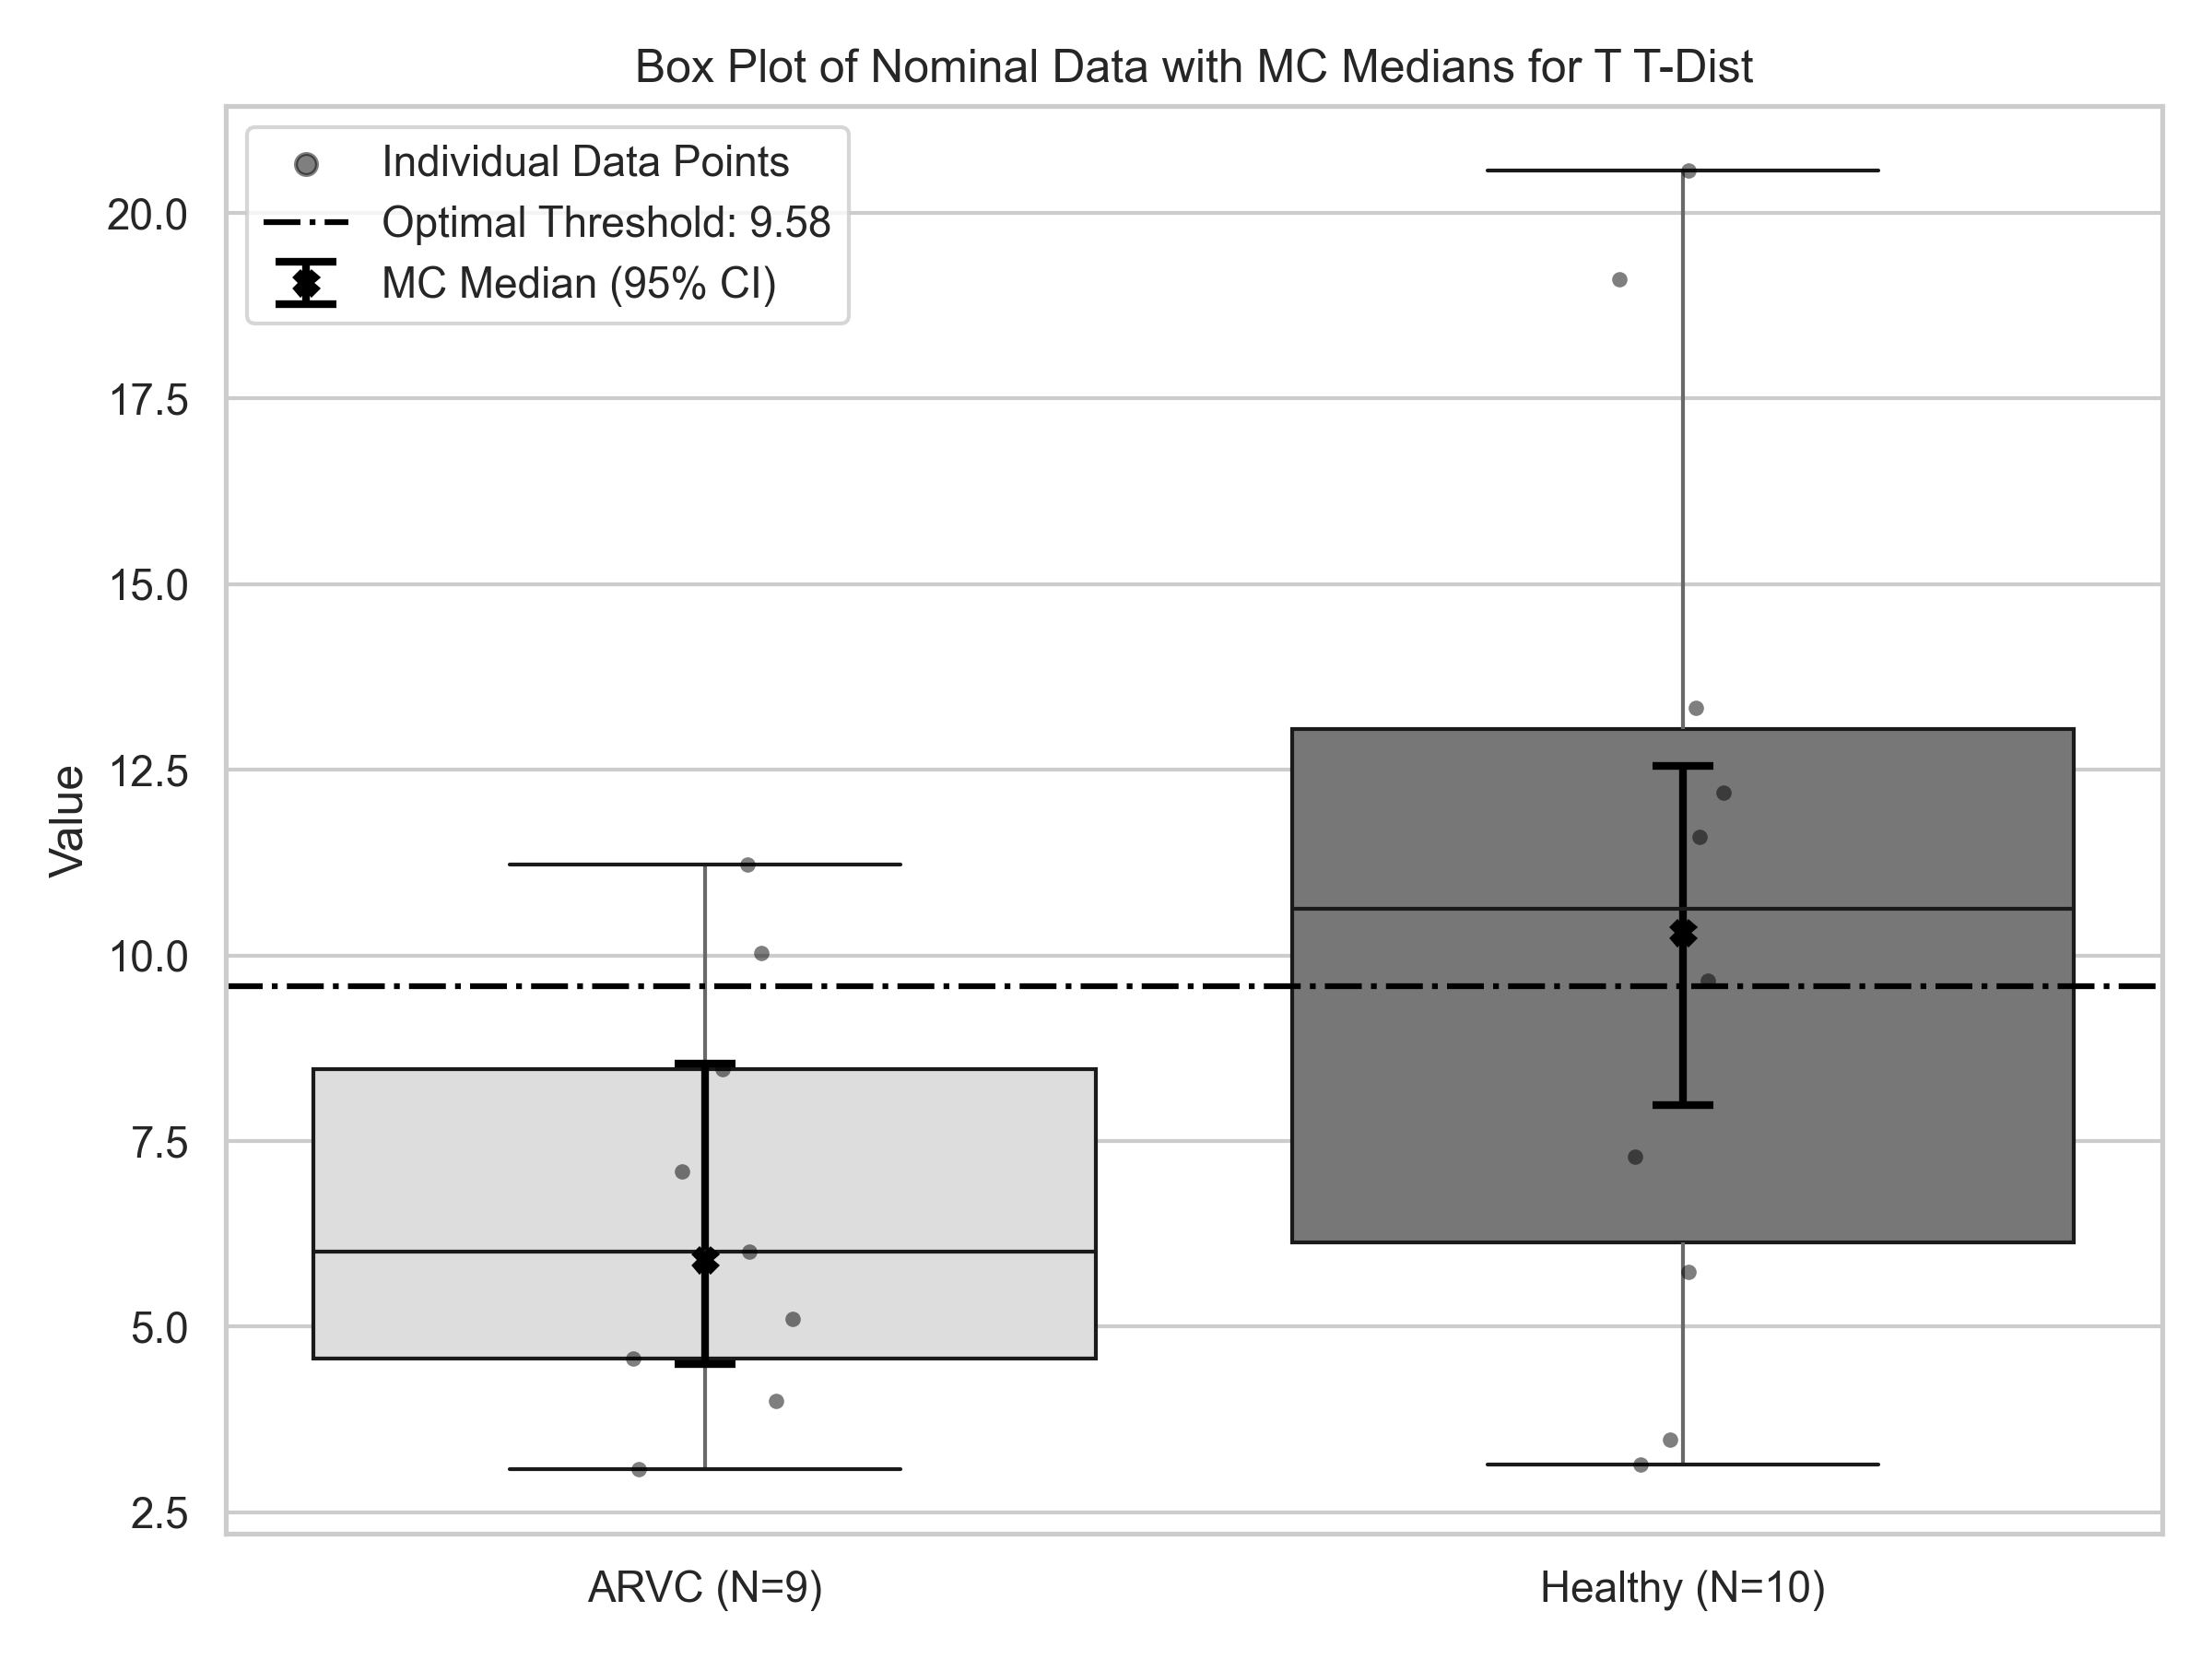 Box Plot of Nominal Data with MC Medians for T T-Dist
Individual Data Points
Optimal Threshold: 9.58
MC Median (95% CI)
20.0
17.5
15.0
12.5
10.0
7.5
5.0
2.5
Value
ARVC (N=9)
Healthy (N=10)